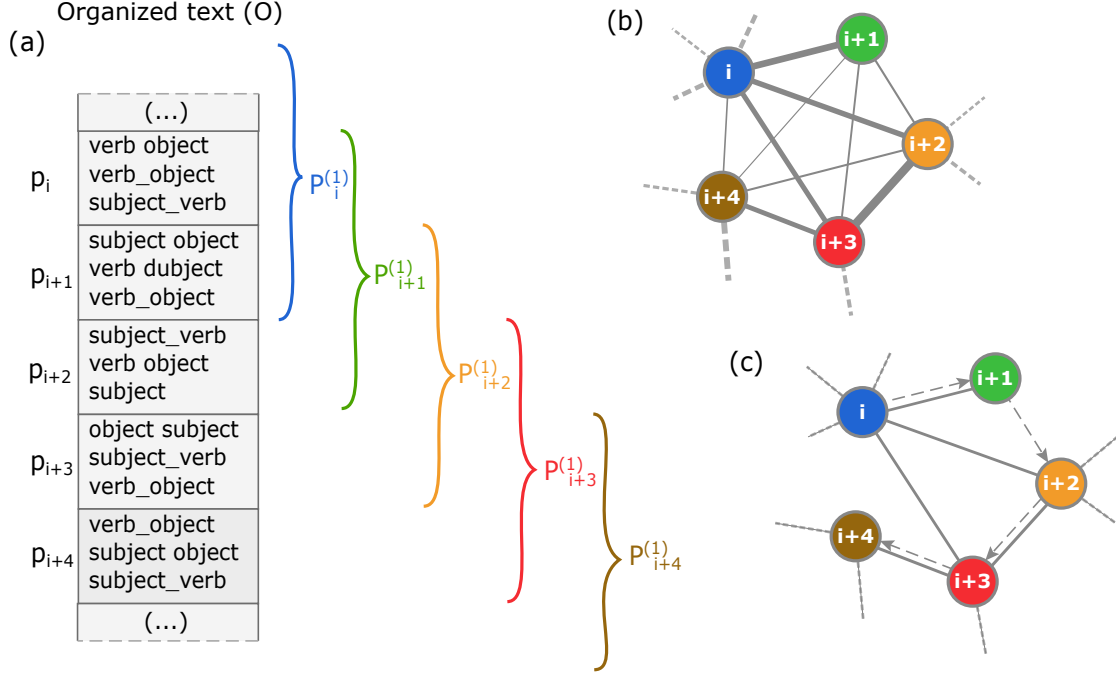 Organized text (O)
(a)
(...)
p_i
verb object
verb_object
subject_verb
p_{i+1}
subject object
verb dubject
verb_object
p_{i+2}
subject_verb
verb object
subject
p_{i+3}
object subject
subject_verb
verb_object
p_{i+4}
verb_object
subject object
subject_verb
(...)
P_i^{(1)}
P_{i+1}^{(1)}
P_{i+2}^{(1)}
P_{i+3}^{(1)}
P_{i+4}^{(1)}
(b)
i
i+1
i+2
i+4
i+3
(c)
i
i+1
i+2
i+4
i+3